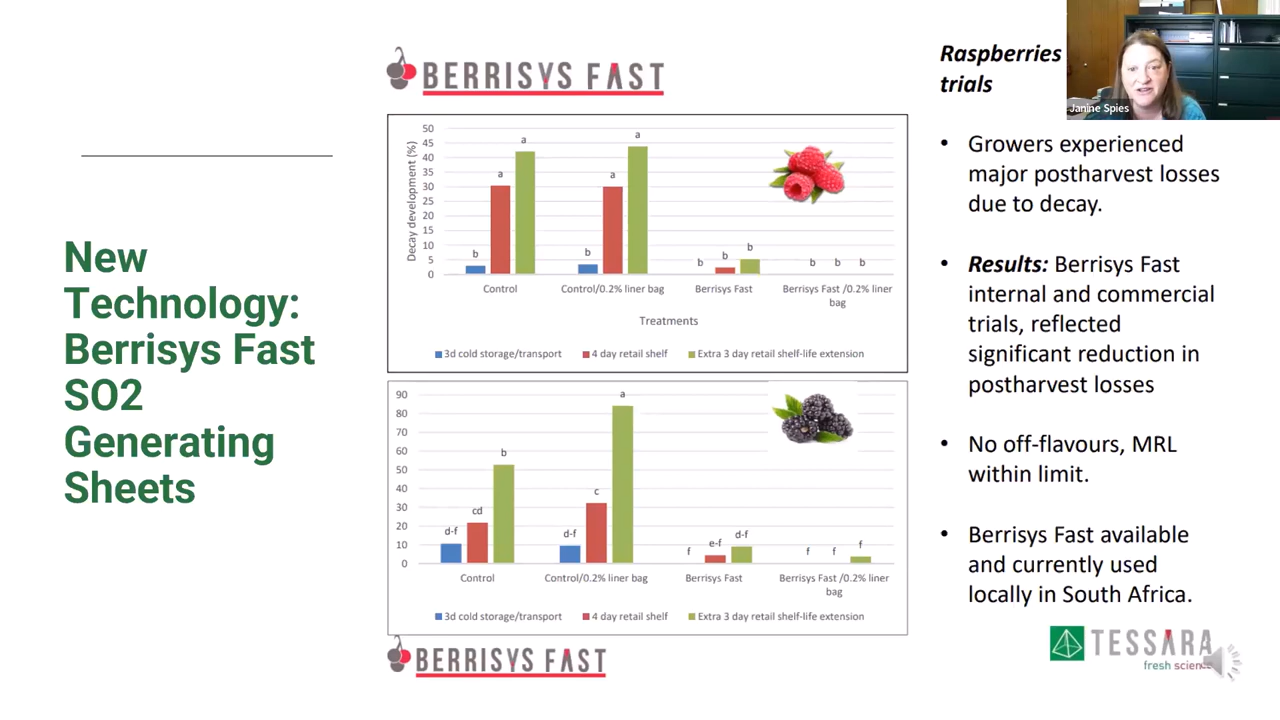 New
Technology:
Berrisys Fast
SO2
Generating
Sheets
BERRISYS FAST
Decay development (%)
50
45
40
35
30
25
20
15
10
5
0
b
a
a
b
a
a
b
b
b
b
b
b
Control
Control/0.2% liner bag
Berrisys Fast
Berrisys Fast /0.2% liner
bag
Treatments
3d cold storage/transport
4 day retail shelf
Extra 3 day retail shelf-life extension
90
80
70
60
50
40
30
20
10
0
d-f
cd
b
d-f
c
a
f
e-f
d-f
f
f
f
Control
Control/0.2% liner bag
Berrisys Fast
Berrisys Fast /0.2% liner
bag
3d cold storage/transport
4 day retail shelf
Extra 3 day retail shelf-life extension
BERRISYS FAST
Raspberries
trials
Janine Spies
• Growers experienced
major postharvest losses
due to decay.
• Results: Berrisys Fast
internal and commercial
trials, reflected
significant reduction in
postharvest losses
• No off-flavours, MRL
within limit.
• Berrisys Fast available
and currently used
locally in South Africa.
TESSARA
fresh science